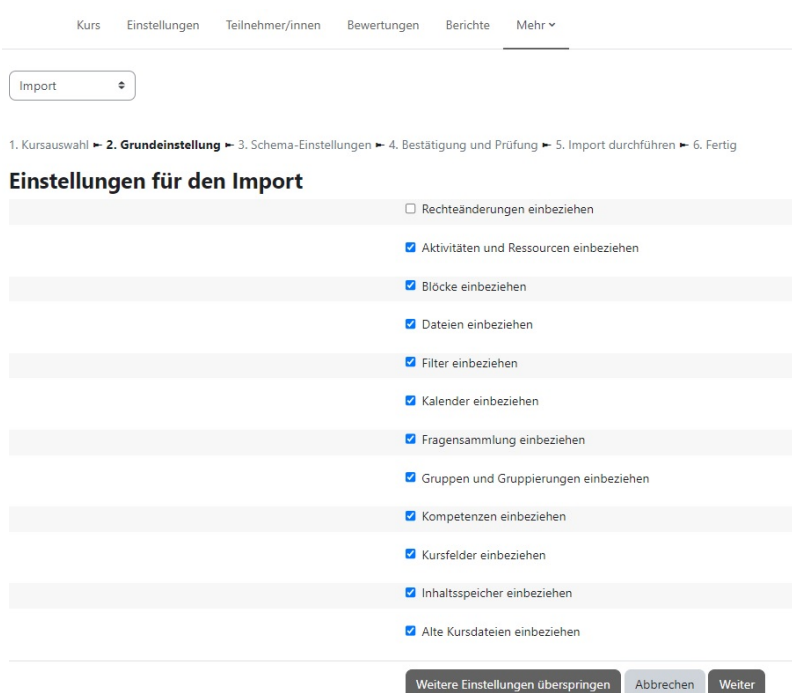 Kurs Einstellungen Teilnehmer/innen Bewertungen Berichte Mehr
Import
1. Kursauswahl ► 2. Grundeinstellung ► 3. Schema-Einstellungen ► 4. Bestätigung und Prüfung ► 5. Import durchführen ► 6. Fertig
Einstellungen für den Import
Rechteänderungen einbeziehen
Aktivitäten und Ressourcen einbeziehen
Blöcke einbeziehen
Dateien einbeziehen
Filter einbeziehen
Kalender einbeziehen
Fragensammlung einbeziehen
Gruppen und Gruppierungen einbeziehen
Kompetenzen einbeziehen
Kursfelder einbeziehen
Inhaltsspeicher einbeziehen
Alte Kursdateien einbeziehen
Weitere Einstellungen überspringen Abbrechen Weiter